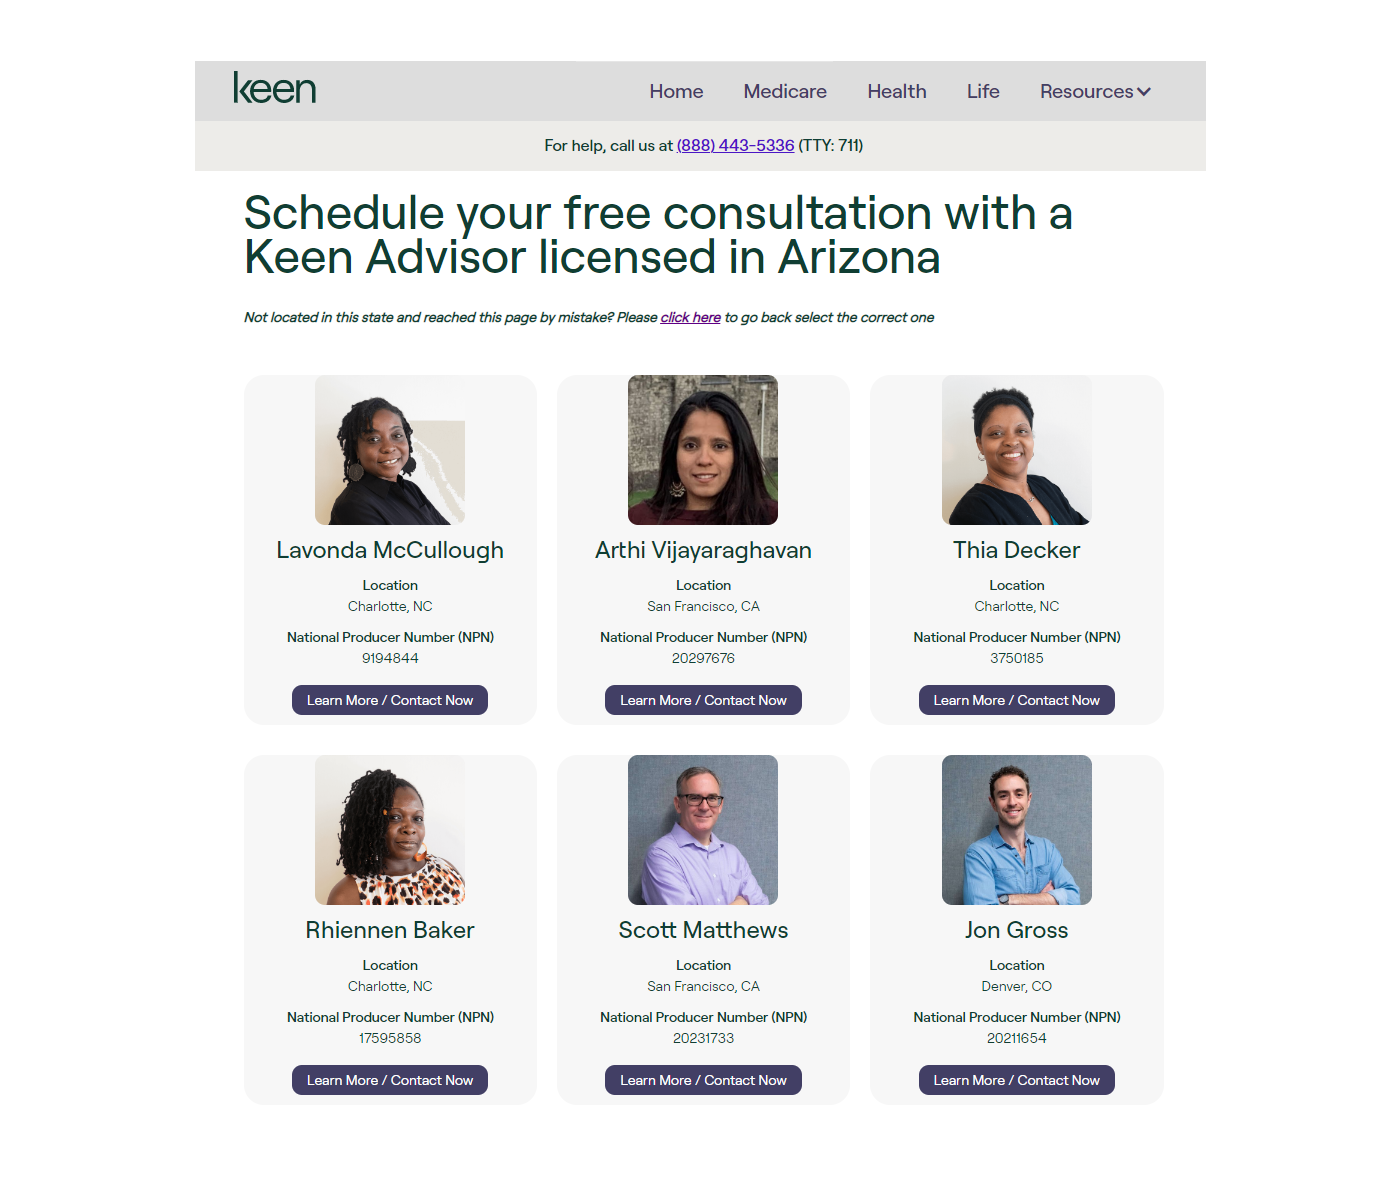 keen
Home Medicare Health Life Resources
For help, call us at (888) 443-5336 (TTY: 711)
Schedule your free consultation with a
Keen Advisor licensed in Arizona
Not located in this state and reached this page by mistake? Please click here to go back select the correct one
Lavonda McCullough
Location
Charlotte, NC
National Producer Number (NPN)
9194844
Learn More / Contact Now
Arthi Vijayaraghavan
Location
San Francisco, CA
National Producer Number (NPN)
20297676
Learn More / Contact Now
Thia Decker
Location
Charlotte, NC
National Producer Number (NPN)
3750185
Learn More / Contact Now
Rhiennen Baker
Location
Charlotte, NC
National Producer Number (NPN)
17595858
Learn More / Contact Now
Scott Matthews
Location
San Francisco, CA
National Producer Number (NPN)
20231733
Learn More / Contact Now
Jon Gross
Location
Denver, CO
National Producer Number (NPN)
20211654
Learn More / Contact Now